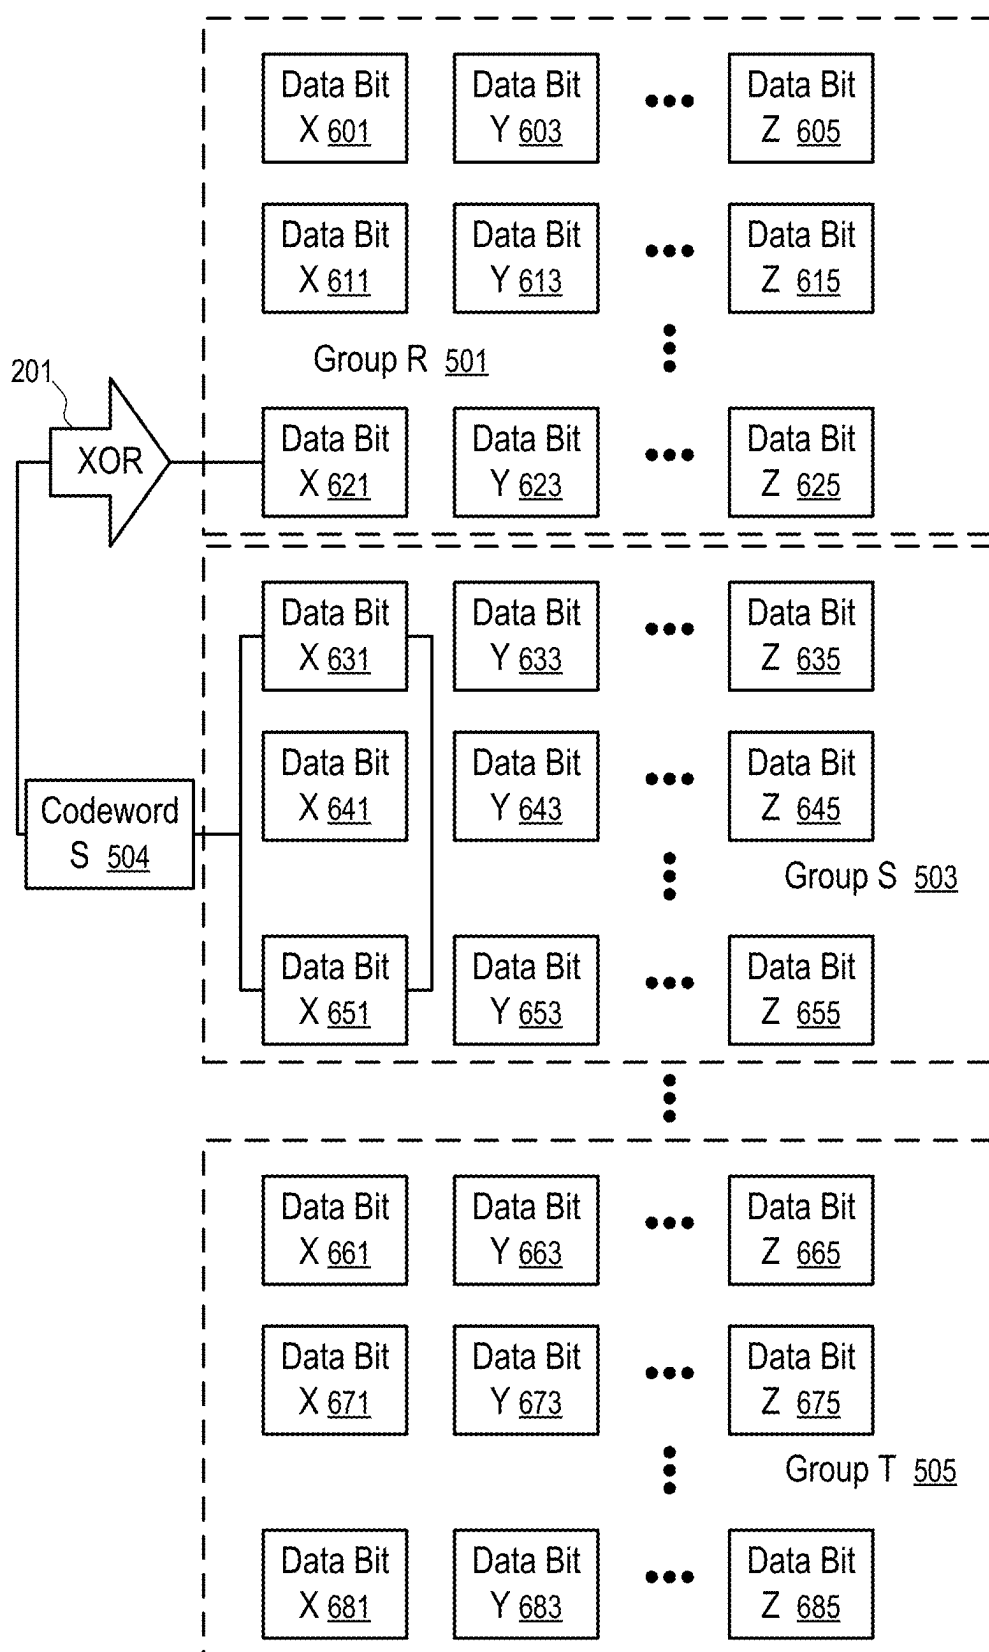 Data Bit
X 601
Data Bit
Y 603
Data Bit
Z 605
Data Bit
X 611
Data Bit
Y 613
Data Bit
Z 615
Group R 501
201
XOR
Data Bit
X 621
Data Bit
Y 623
Data Bit
Z 625
Data Bit
X 631
Data Bit
Y 633
Data Bit
Z 635
Data Bit
X 641
Data Bit
Y 643
Data Bit
Z 645
Codeword
S 504
Group S 503
Data Bit
X 651
Data Bit
Y 653
Data Bit
Z 655
Data Bit
X 661
Data Bit
Y 663
Data Bit
Z 665
Data Bit
X 671
Data Bit
Y 673
Data Bit
Z 675
Group T 505
Data Bit
X 681
Data Bit
Y 683
Data Bit
Z 685